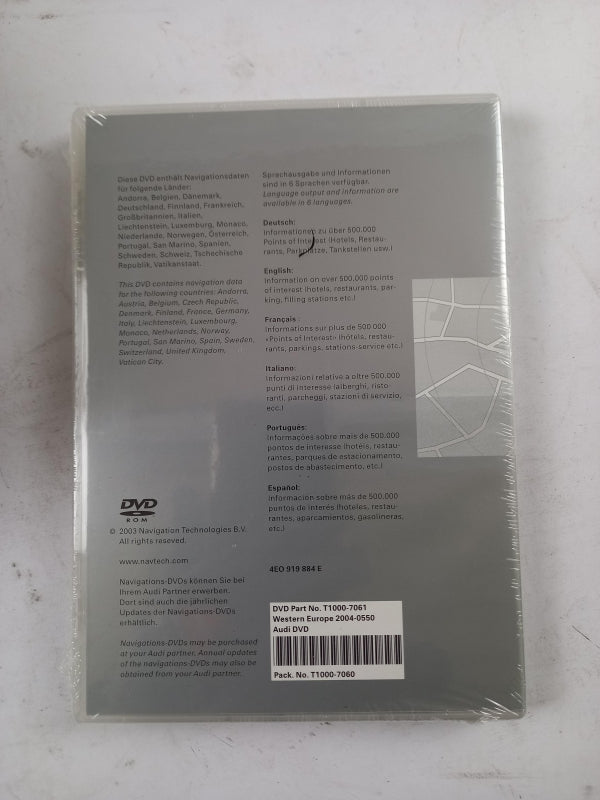 Diese DVD enthält Navigationsdaten
für folgende Länder:
Andorra, Belgien, Dänemark,
Deutschland, Finnland, Frankreich,
Großbritannien, Italien,
Liechtenstein, Luxemburg, Monaco,
Niederlande, Norwegen, Österreich,
Portugal, San Marino, Spanien,
Schweden, Schweiz, Tschechische
Republik, Vatikanstaat.
This DVD contains navigation data
for the following countries: Andorra,
Austria, Belgium, Czech Republic,
Denmark, Finland, France, Germany,
Italy, Liechtenstein, Luxembourg,
Monaco, Netherlands, Norway,
Portugal, San Marino, Spain, Sweden,
Switzerland, United Kingdom,
Vatican City.
DVD
ROM
© 2003 Navigation Technologies B.V.
All rights reseved.
www.navtech.com
Navigations-DVDs können Sie bei
Ihrem Audi Partner erwerben.
Dort sind auch die jährlichen
Updates der Navigations-DVDs
erhältlich.
Navigations-DVDs may be purchased
at your Audi partner. Annual updates
of the navigations-DVDs may also be
obtained from your Audi partner.
Sprachausgabe und Informationen
sind in 6 Sprachen verfügbar.
Language output and information are
available in 6 languages.
Deutsch:
Informationen zu über 500.000
Points of Interest (Hotels, Restau-
rants, Parkplätze, Tankstellen usw.)
English:
Information on over 500.000 points
of interest (hotels, restaurants, par-
king, filling stations etc.)
Français :
Informations sur plus de 500.000
«Points of Interest» (hôtels, restau-
rants, parkings, stations-service etc.)
Italiano:
Informazioni relative a oltre 500.000
punti di interesse (alberghi, risto-
ranti, parcheggi, stazioni di servizio,
ecc.)
Português:
Informações sobre mais de 500.000
pontos de interesse (hotéis, restau-
rantes, parques de estacionamento,
postos de abastecimento, etc.)
Español:
Información sobre más de 500.000
puntos de interés (hoteles, restau-
rantes, aparcamientos, gasolineras,
etc.)
4EO 919 884 E
DVD Part No. T1000-7061
Western Europe 2004-0550
Audi DVD
Pack. No. T1000-7060